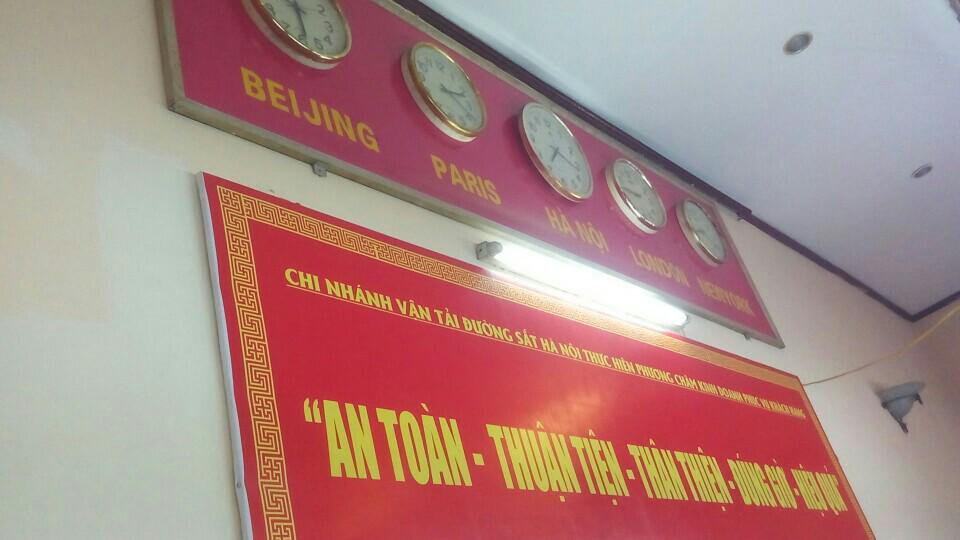 BEIJING
PARIS
HÀ NỘI
LONDON
NEWYORK
CHI NHÁNH VẬN TẢI ĐƯỜNG SẮT HÀ NỘI THỰC HIỆN PHƯƠNG CHÂM KINH DOANH PHỤC VỤ KHÁCH HÀNG
“AN TOÀN - THUẬN TIỆN - THÂN THIỆN - ĐÚNG GIỜ - HIỆU QỦA”